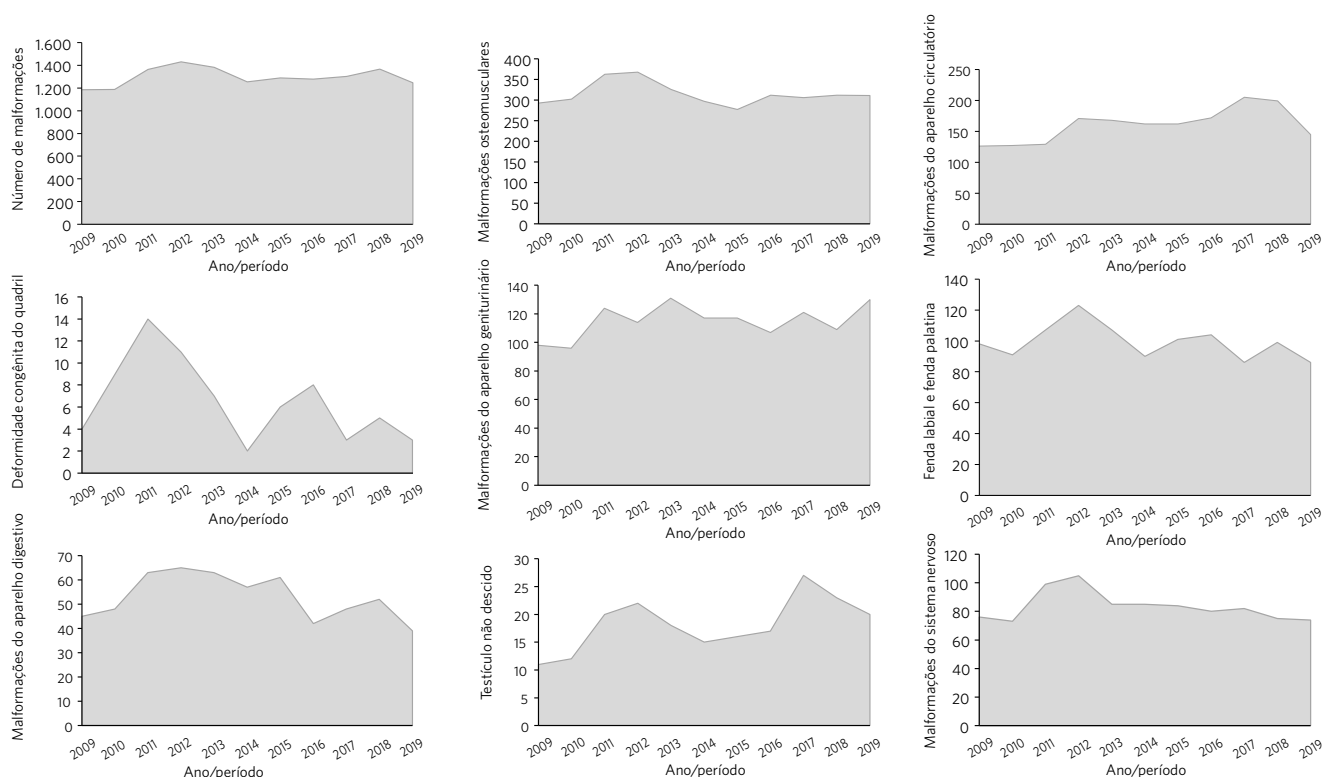 Número de malformações
1.600
1.400
1.200
1.000
800
600
400
200
0
2009 2010 2011 2012 2013 2014 2015 2016 2017 2018 2019
Ano/período
Malformações osteomusculares
400
350
300
250
200
150
100
50
0
2009 2010 2011 2012 2013 2014 2015 2016 2017 2018 2019
Ano/período
Malformações do aparelho circulatório
250
200
150
100
50
0
2009 2010 2011 2012 2013 2014 2015 2016 2017 2018 2019
Ano/período
Deformidade congênita do quadril
16
14
12
10
8
6
4
2
0
2009 2010 2011 2012 2013 2014 2015 2016 2017 2018 2019
Ano/período
Malformações do aparelho geniturinário
140
120
100
80
60
40
20
0
2009 2010 2011 2012 2013 2014 2015 2016 2017 2018 2019
Ano/período
Fenda labial e fenda palatina
140
120
100
80
60
40
20
0
2009 2010 2011 2012 2013 2014 2015 2016 2017 2018 2019
Ano/período
Malformações do aparelho digestivo
70
60
50
40
30
20
10
0
2009 2010 2011 2012 2013 2014 2015 2016 2017 2018 2019
Ano/período
Testículo não descido
30
25
20
15
10
5
0
2009 2010 2011 2012 2013 2014 2015 2016 2017 2018 2019
Ano/período
Malformações do sistema nervoso
120
100
80
60
40
20
0
2009 2010 2011 2012 2013 2014 2015 2016 2017 2018 2019
Ano/período